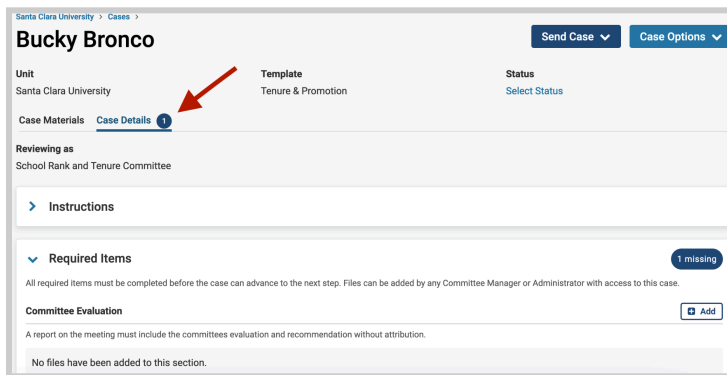 Santa Clara University > Cases >
Bucky Bronco
Send Case
Case Options
Unit
Template
Status
Santa Clara University
Tenure & Promotion
Select Status
Case Materials Case Details 1
Reviewing as
School Rank and Tenure Committee
Instructions
Required Items
1 missing
All required items must be completed before the case can advance to the next step. Files can be added by any Committee Manager or Administrator with access to this case.
Committee Evaluation
Add
A report on the meeting must include the committees evaluation and recommendation without attribution.
No files have been added to this section.